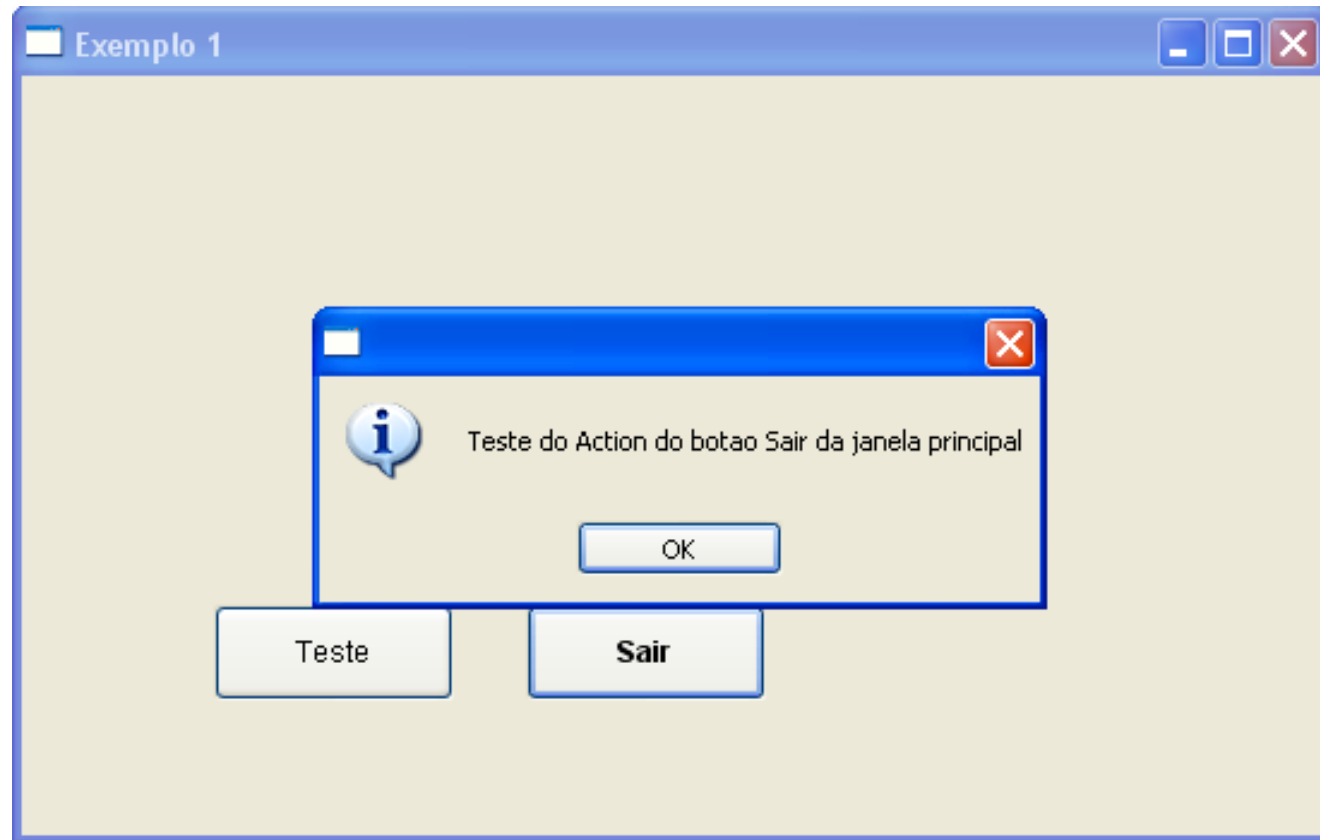 Exemplo 1
Teste do Action do botao Sair da janela principal
OK
Teste
Sair